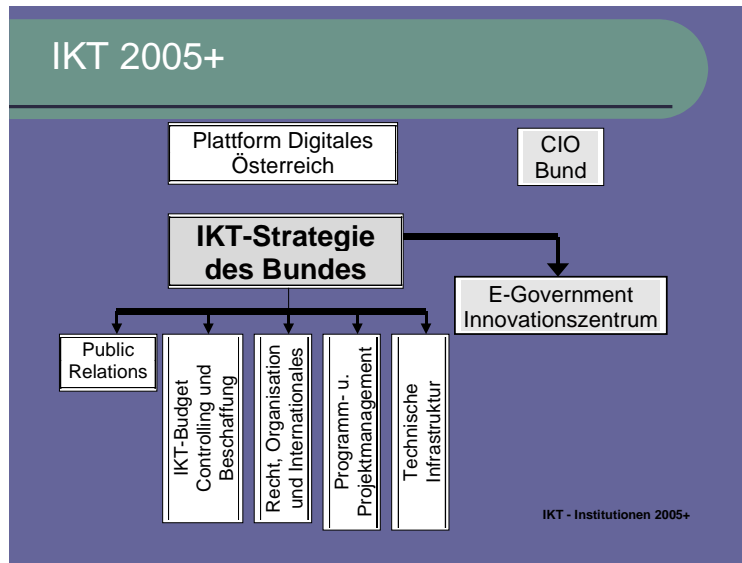 IKT 2005+
Plattform Digitales
Österreich
CIO
Bund
IKT-Strategie
des Bundes
E-Government
Innovationszentrum
Public
Relations
IKT-Budget
Controlling und
Beschaffung
Recht, Organisation
und Internationales
Programm- u.
Projektmanagement
Technische
Infrastruktur
IKT - Institutionen 2005+